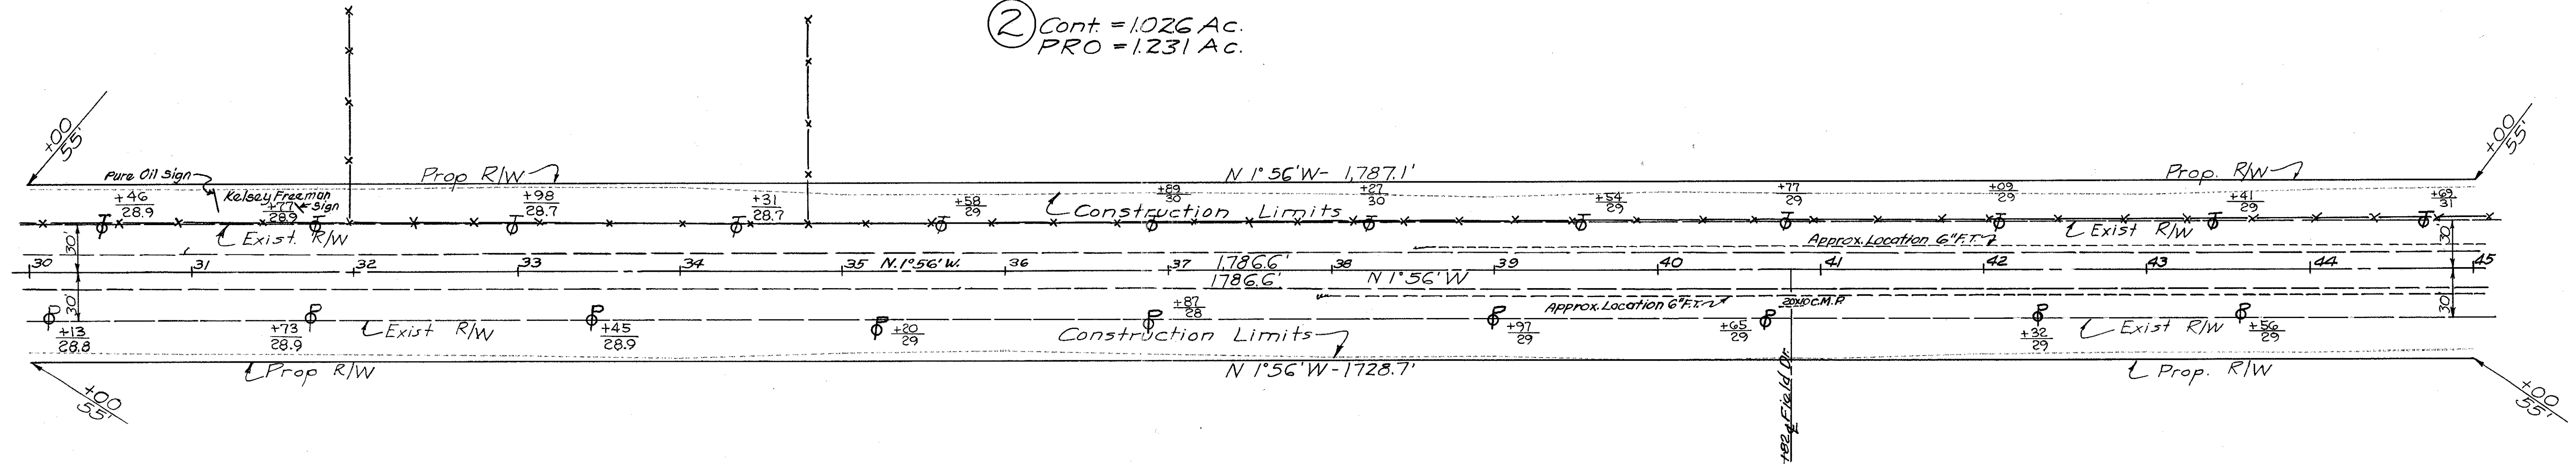 2 Cont. = 1.026 Ac.
PRO = 1.231 Ac.
+00
55'
+00
55'
Pure Oil Sign
Prop R/W
N 1°56'W- 1,787.1'
Prop. R/W
Kelsey Freeman
Sign
+46
28.9
+77
28.9
+98
28.7
+31
28.7
+58
29
+89
30
+27
30
+54
29
+77
29
+09
29
+41
29
+69
31
Construction Limits
Exist. R/W
Exist R/W
30'
Approx. Location 6" F.T.
30'
30 31 32 33 34 35 N. 1°56' W. 36 37 1,786.6' 38 39 40 41 42 43 44 45
1786.6' N 1°56' W
30'
Approx. Location 6" F.T.
20x10 C.M.P.
30'
+13
28.8
+73
28.9
+45
28.9
+20
29
+87
28
+97
29
+65
29
+32
29
+56
29
Exist R/W
Construction Limits
Exist R/W
Prop R/W
N 1°56'W-1728.7'
Prop. R/W
+82 ₵ Field Dr.
+00
55'
+00
55'